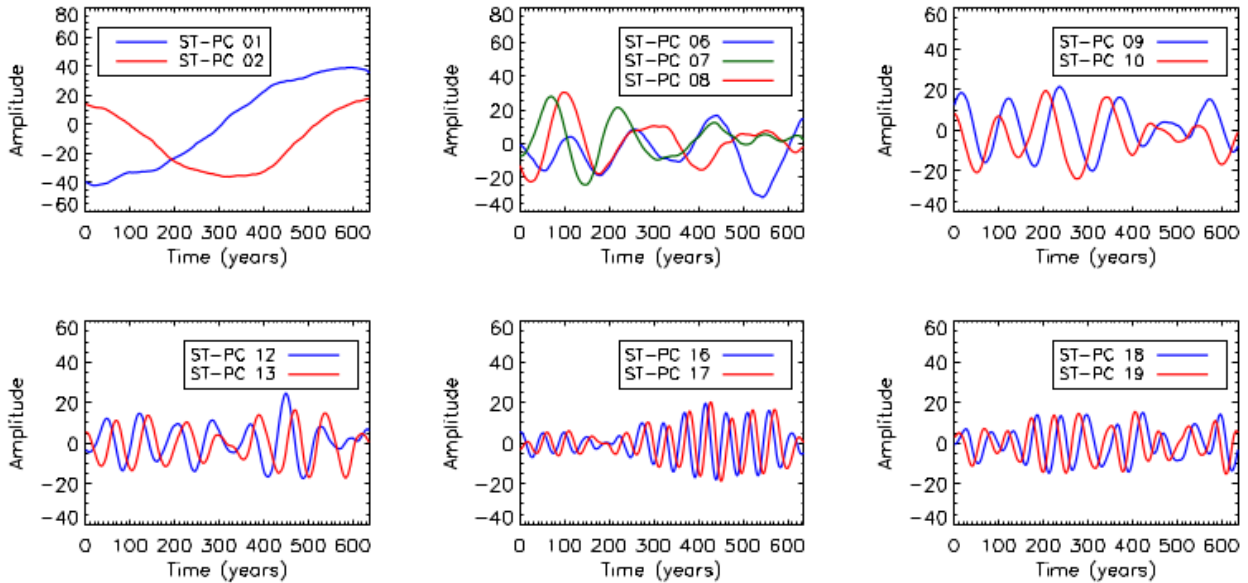 80
60
40
20
0
−20
−40
−60
Amplitude
ST−PC 01
ST−PC 02
0 100 200 300 400 500 600
Time (years)
80
60
40
20
0
−20
−40
Amplitude
ST−PC 06
ST−PC 07
ST−PC 08
0 100 200 300 400 500 600
Time (years)
60
40
20
0
−20
−40
Amplitude
ST−PC 09
ST−PC 10
0 100 200 300 400 500 600
Time (years)
60
40
20
0
−20
−40
Amplitude
ST−PC 12
ST−PC 13
0 100 200 300 400 500 600
Time (years)
60
40
20
0
−20
−40
Amplitude
ST−PC 16
ST−PC 17
0 100 200 300 400 500 600
Time (years)
60
40
20
0
−20
−40
Amplitude
ST−PC 18
ST−PC 19
0 100 200 300 400 500 600
Time (years)